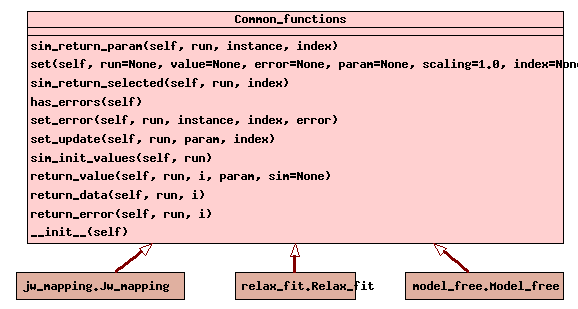 Common_functions
sim_return_param(self, run, instance, index)
set(self, run=None, value=None, error=None, param=None, scaling=1.0, index=None
sim_return_selected(self, run, index)
has_errors(self)
set_error(self, run, instance, index, error)
set_update(self, run, param, index)
sim_init_values(self, run)
return_value(self, run, i, param, sim=None)
return_data(self, run, i)
return_error(self, run, i)
__init__(self)
jw_mapping.Jw_mapping relax_fit.Relax_fit model_free.Model_free